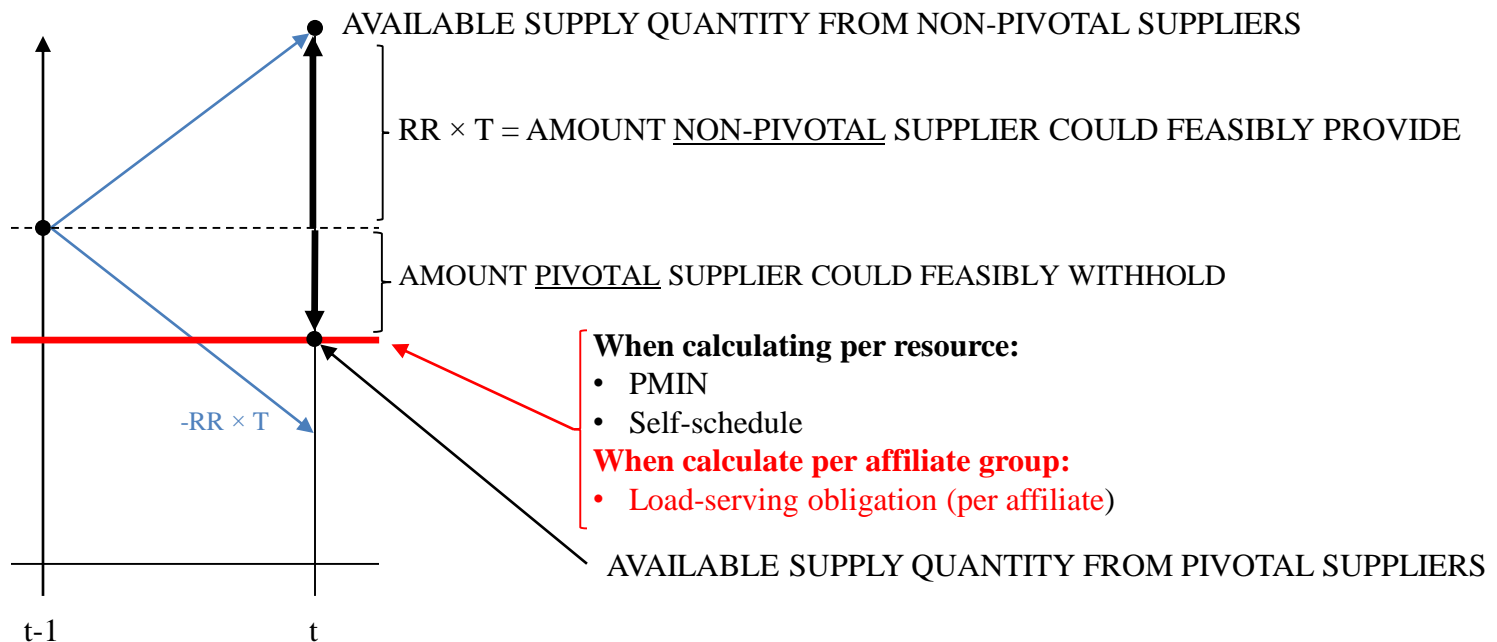 AVAILABLE SUPPLY QUANTITY FROM NON-PIVOTAL SUPPLIERS
RR × T = AMOUNT NON-PIVOTAL SUPPLIER COULD FEASIBLY PROVIDE
AMOUNT PIVOTAL SUPPLIER COULD FEASIBLY WITHHOLD
When calculating per resource:
• PMIN
• Self-schedule
When calculate per affiliate group:
• Load-serving obligation (per affiliate)
-RR × T
AVAILABLE SUPPLY QUANTITY FROM PIVOTAL SUPPLIERS
t-1
t